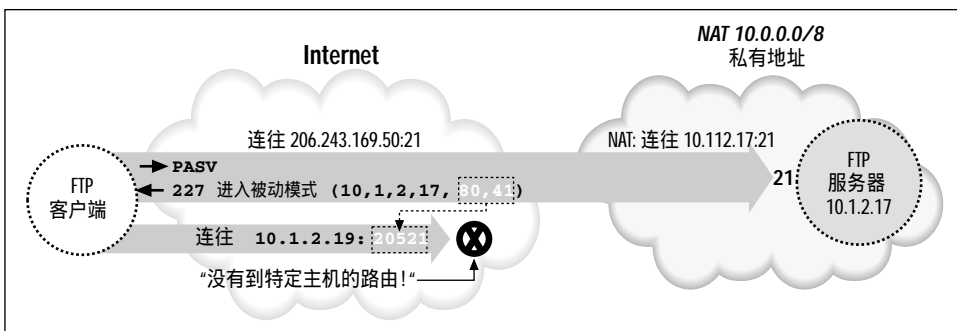 NAT 10.0.0.0/8
私有地址
Internet
连往 206.243.169.50:21
NAT: 连往 10.112.17:21
PASV
227 进入被动模式 (10,1,2,17, 80,41)
FTP
客户端
21
FTP
服务器
10.1.2.17
连往 10.1.2.19: 20521
"没有到特定主机的路由!"